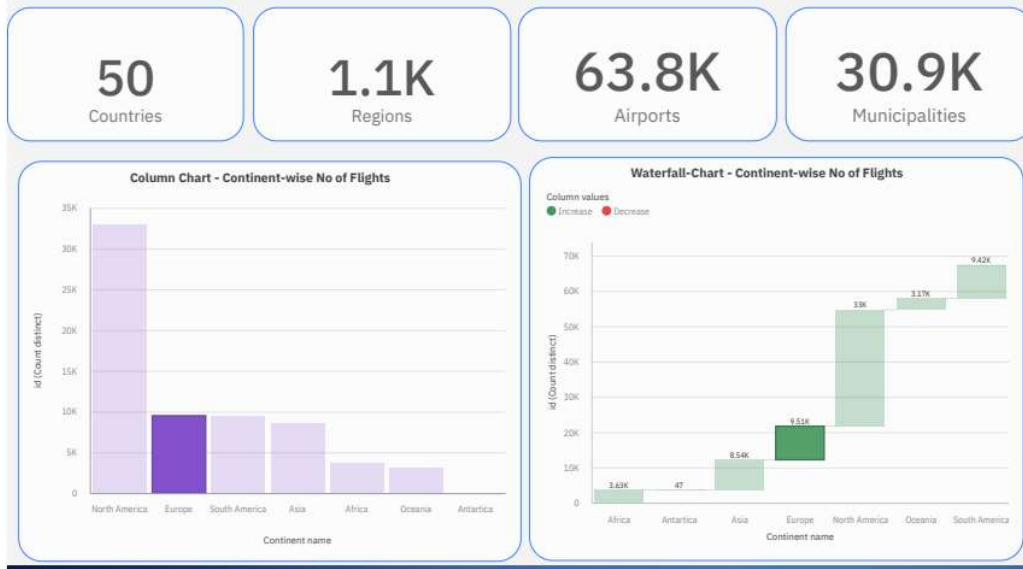 50
Countries
1.1K
Regions
63.8K
Airports
30.9K
Municipalities
Column Chart - Continent-wise No of Flights
35K
30K
25K
20K
15K
10K
5K
0
id (Count distinct)
North America Europe South America Asia Africa Oceania Antartica
Continent name
Waterfall-Chart - Continent-wise No of Flights
Column values
Increase Decrease
70K
60K
50K
40K
30K
20K
10K
0
id (Count distinct)
3.63K
47
8.54K
9.51K
33K
3.17K
9.42K
Africa Antartica Asia Europe North America Oceania South America
Continent name